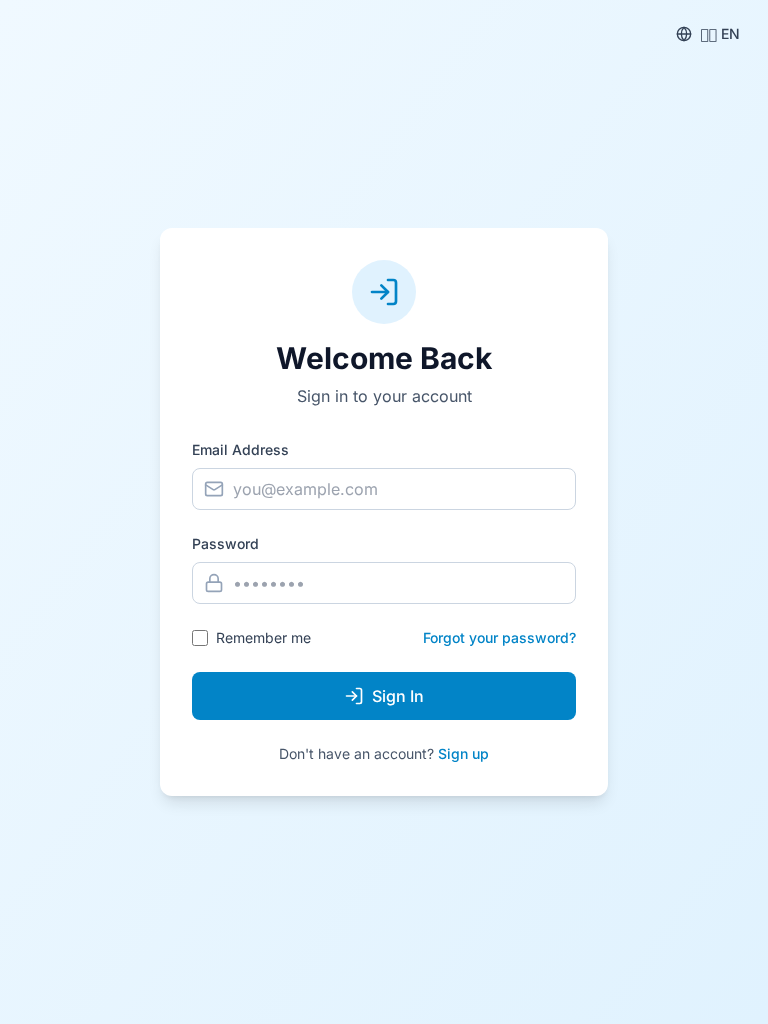 EN
Welcome Back
Sign in to your account
Email Address
you@example.com
Password
••••••••
Remember me
Forgot your password?
Sign In
Don't have an account? Sign up